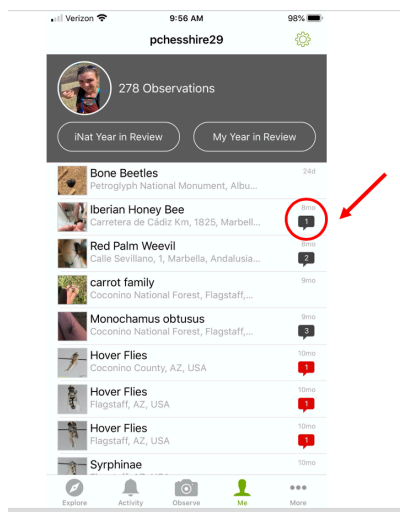 Verizon 9:56 AM 98%
pchesshire29
278 Observations
iNat Year in Review My Year in Review
Bone Beetles 24d
Petroglyph National Monument, Albu...
Iberian Honey Bee 8mo
Carretera de Cádiz Km, 1825, Marbell... 1
Red Palm Weevil 8mo
Calle Sevillano, 1, Marbella, Andalusia... 2
carrot family 9mo
Coconino National Forest, Flagstaff,...
Monochamus obtusus 9mo
Coconino National Forest, Flagstaff,... 3
Hover Flies 10mo
Coconino County, AZ, USA 1
Hover Flies 10mo
Flagstaff, AZ, USA 1
Hover Flies 10mo
Flagstaff, AZ, USA 1
Syrphinae 10mo
Explore Activity Observe Me More